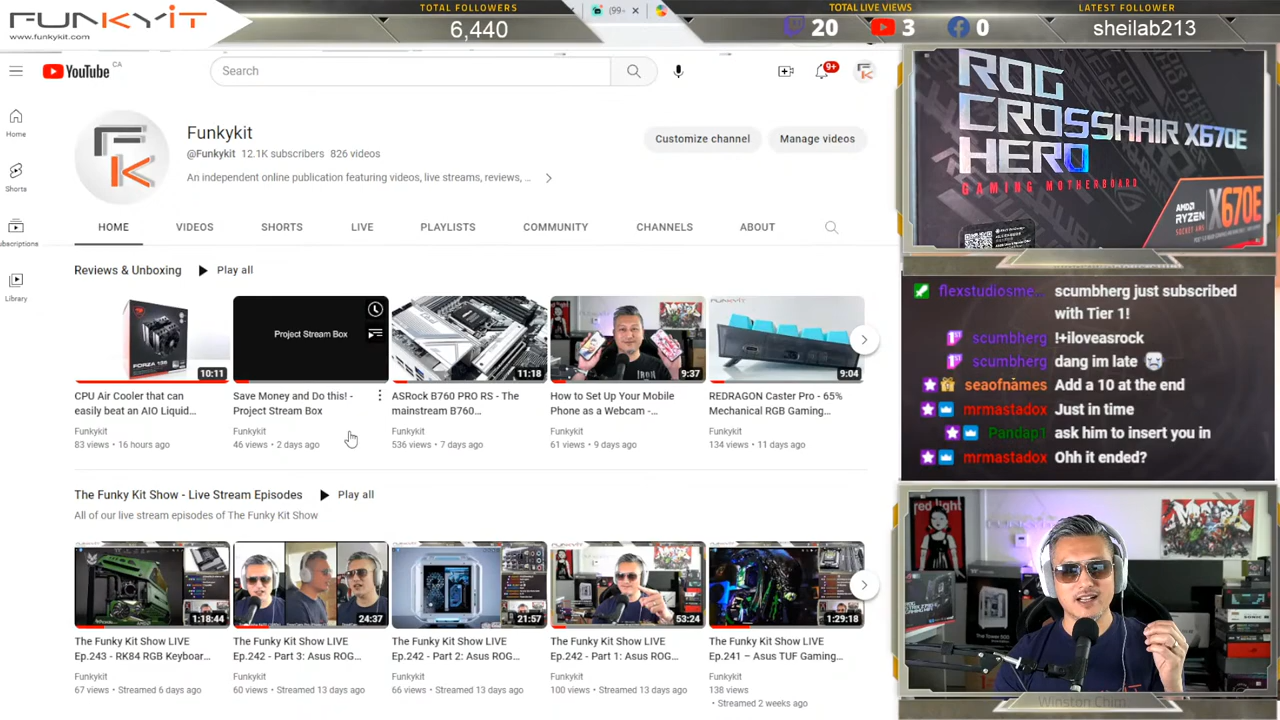 FUNKYIT
www.funkykit.com
TOTAL FOLLOWERS
6,440
(99+
TOTAL LIVE VIEWS
20
3
0
LATEST FOLLOWER
sheilab213
YouTube CA
Search
9+
Home
Shorts
Subscriptions
Library
Funkykit
@Funkykit 12.1K subscribers 826 videos
An independent online publication featuring videos, live streams, reviews, ...
Customize channel
Manage videos
HOME
VIDEOS
SHORTS
LIVE
PLAYLISTS
COMMUNITY
CHANNELS
ABOUT
Reviews & Unboxing
Play all
FORZA 135
10:11
CPU Air Cooler that can
easily beat an AIO Liquid...
Funkykit
83 views • 16 hours ago
Project Stream Box
Save Money and Do this! -
Project Stream Box
Funkykit
46 views • 2 days ago
11:18
ASRock B760 PRO RS - The
mainstream B760...
Funkykit
536 views • 7 days ago
9:37
How to Set Up Your Mobile
Phone as a Webcam -...
Funkykit
61 views • 9 days ago
FUNKYIT
9:04
REDRAGON Caster Pro - 65%
Mechanical RGB Gaming...
Funkykit
134 views • 11 days ago
The Funky Kit Show - Live Stream Episodes
Play all
All of our live stream episodes of The Funky Kit Show
1:18:44
The Funky Kit Show LIVE
Ep.243 - RK84 RGB Keyboar...
Funkykit
67 views • Streamed 6 days ago
24:37
The Funky Kit Show LIVE
Ep.242 - Part 3: Asus ROG...
Funkykit
60 views • Streamed 13 days ago
21:57
The Funky Kit Show LIVE
Ep.242 - Part 2: Asus ROG...
Funkykit
66 views • Streamed 13 days ago
53:24
The Funky Kit Show LIVE
Ep.242 - Part 1: Asus ROG...
Funkykit
100 views • Streamed 13 days ago
1:29:18
The Funky Kit Show LIVE
Ep.241 – Asus TUF Gaming...
Funkykit
138 views
• Streamed 2 weeks ago
ROG
CROSSHAIR X670E
HERO
GAMING MOTHERBOARD
AMD
RYZEN
SOCKET AM5
X670E
flexstudiosme... scumbherg just subscribed
with Tier 1!
scumbherg !+iloveasrock
scumbherg dang im late
seaofnames Add a 10 at the end
mrmastadox Just in time
Pandap1 ask him to insert you in
mrmastadox Ohh it ended?
red light
Winston Chim